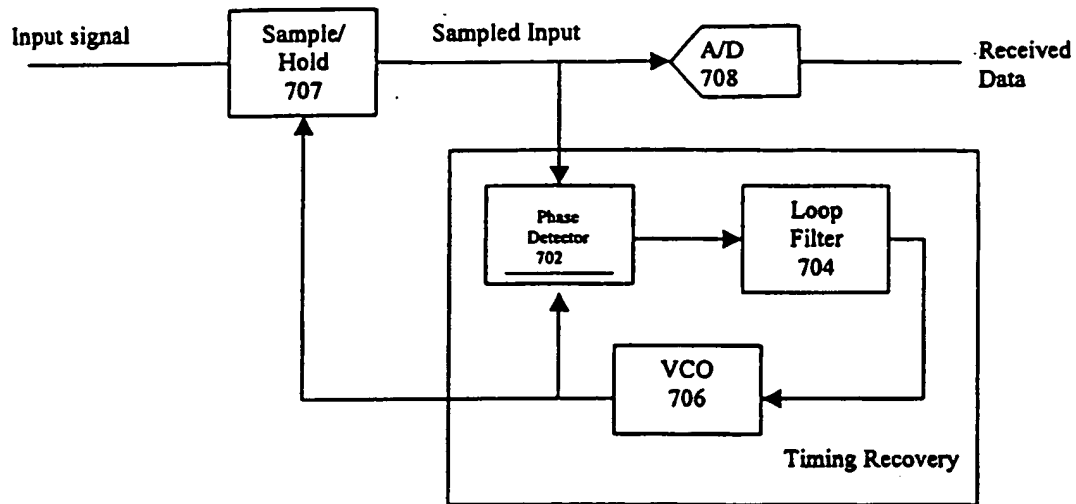 Input signal
Sample/
Hold
707
Sampled Input
A/D
708
Received
Data
Phase
Detector
702
Loop
Filter
704
VCO
706
Timing Recovery